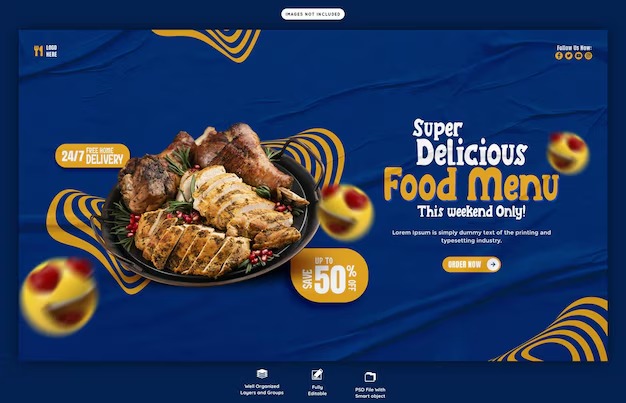 IMAGES NOT INCLUDED
LOGO
HERE
Follow Us Now:
24/7 FREE HOME
DELIVERY
Super
Delicious
Food Menu
This weekend Only!
Lorem ipsum is simply dummy text of the printing and
typesetting industry.
ORDER NOW
SAVE UP TO
50% OFF
Well Organised
Layers and Groups
Fully
Editable
PSD File With
Smart object